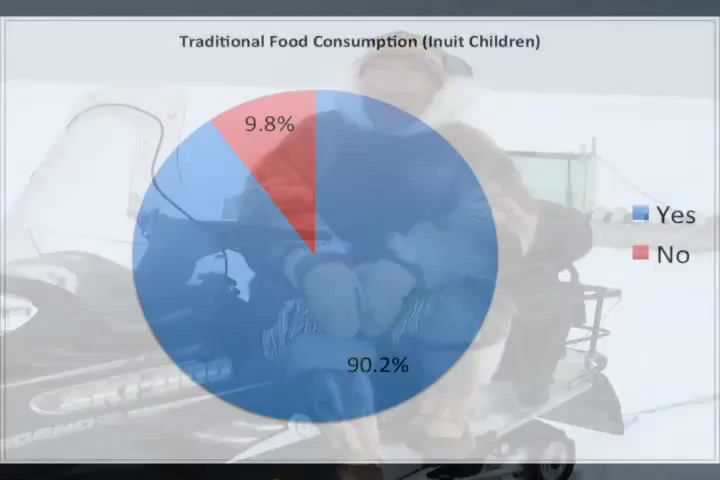 Traditional Food Consumption (Inuit Children)
9.8%
Yes
No
90.2%